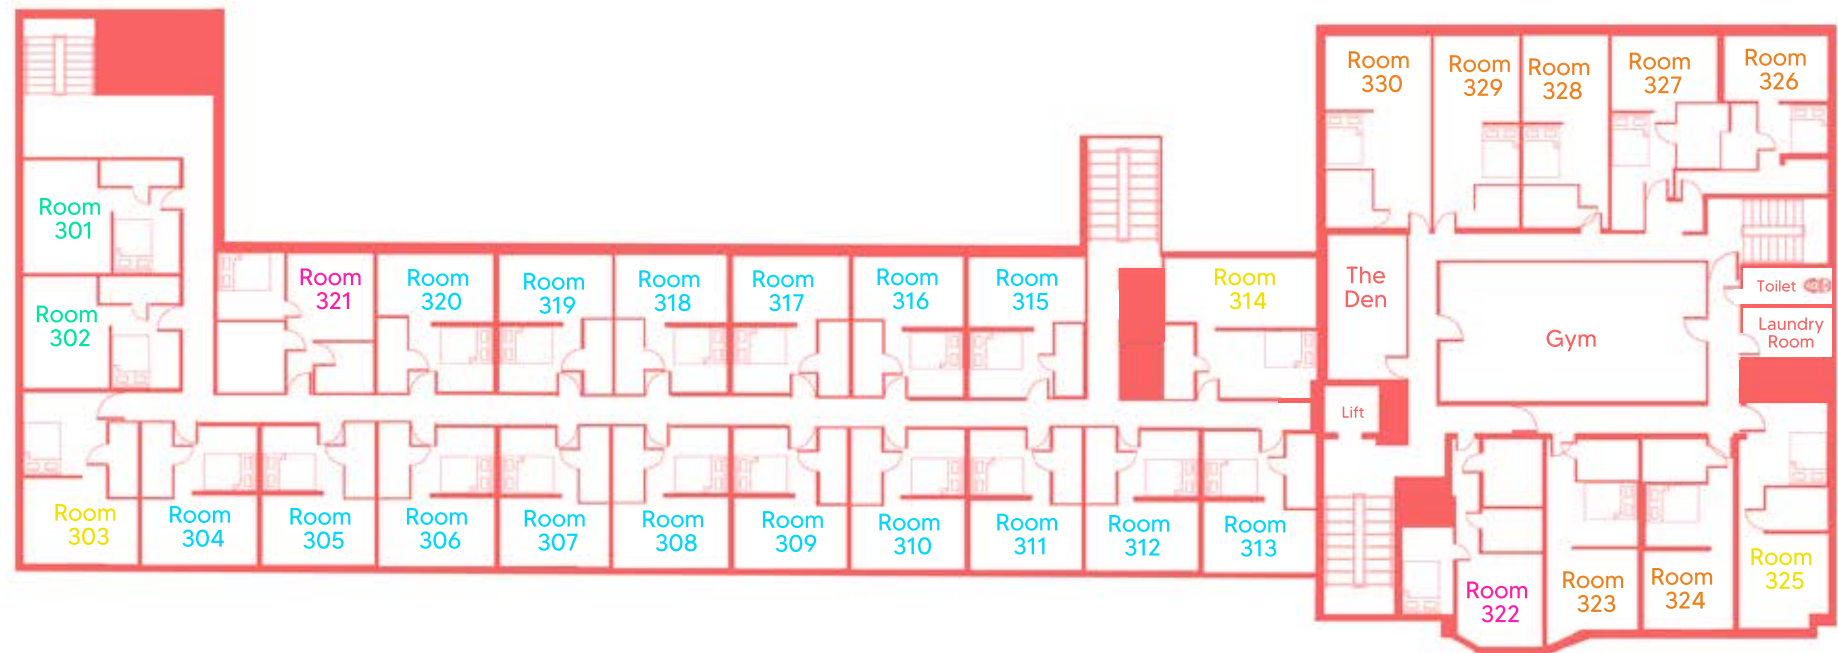 Room
330
Room
329
Room
328
Room
327
Room
326
Room
301
Room
302
Room
321
Room
320
Room
319
Room
318
Room
317
Room
316
Room
315
Room
314
The
Den
Gym
Toilet
Laundry
Room
Lift
Room
303
Room
304
Room
305
Room
306
Room
307
Room
308
Room
309
Room
310
Room
311
Room
312
Room
313
Room
322
Room
323
Room
324
Room
325